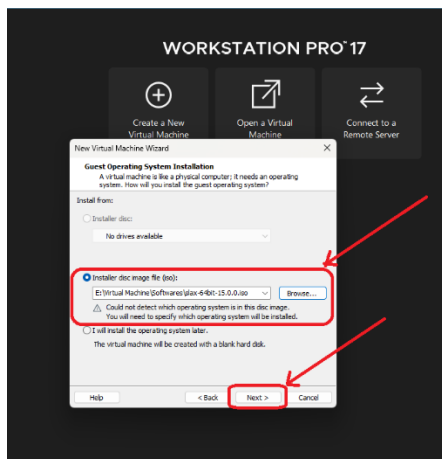 WORKSTATION PRO™ 17
Create a New
Virtual Machine
Open a Virtual
Machine
Connect to a
Remote Server
New Virtual Machine Wizard
Guest Operating System Installation
A virtual machine is like a physical computer; it needs an operating
system. How will you install the guest operating system?
Install from:
Installer disc:
No drives available
Installer disc image file (iso):
E:\Virtual Machine\Softwares\slax-64bit-15.0.0.iso
Browse...
Could not detect which operating system is in this disc image.
You will need to specify which operating system will be installed.
I will install the operating system later.
The virtual machine will be created with a blank hard disk.
Help
< Back
Next >
Cancel